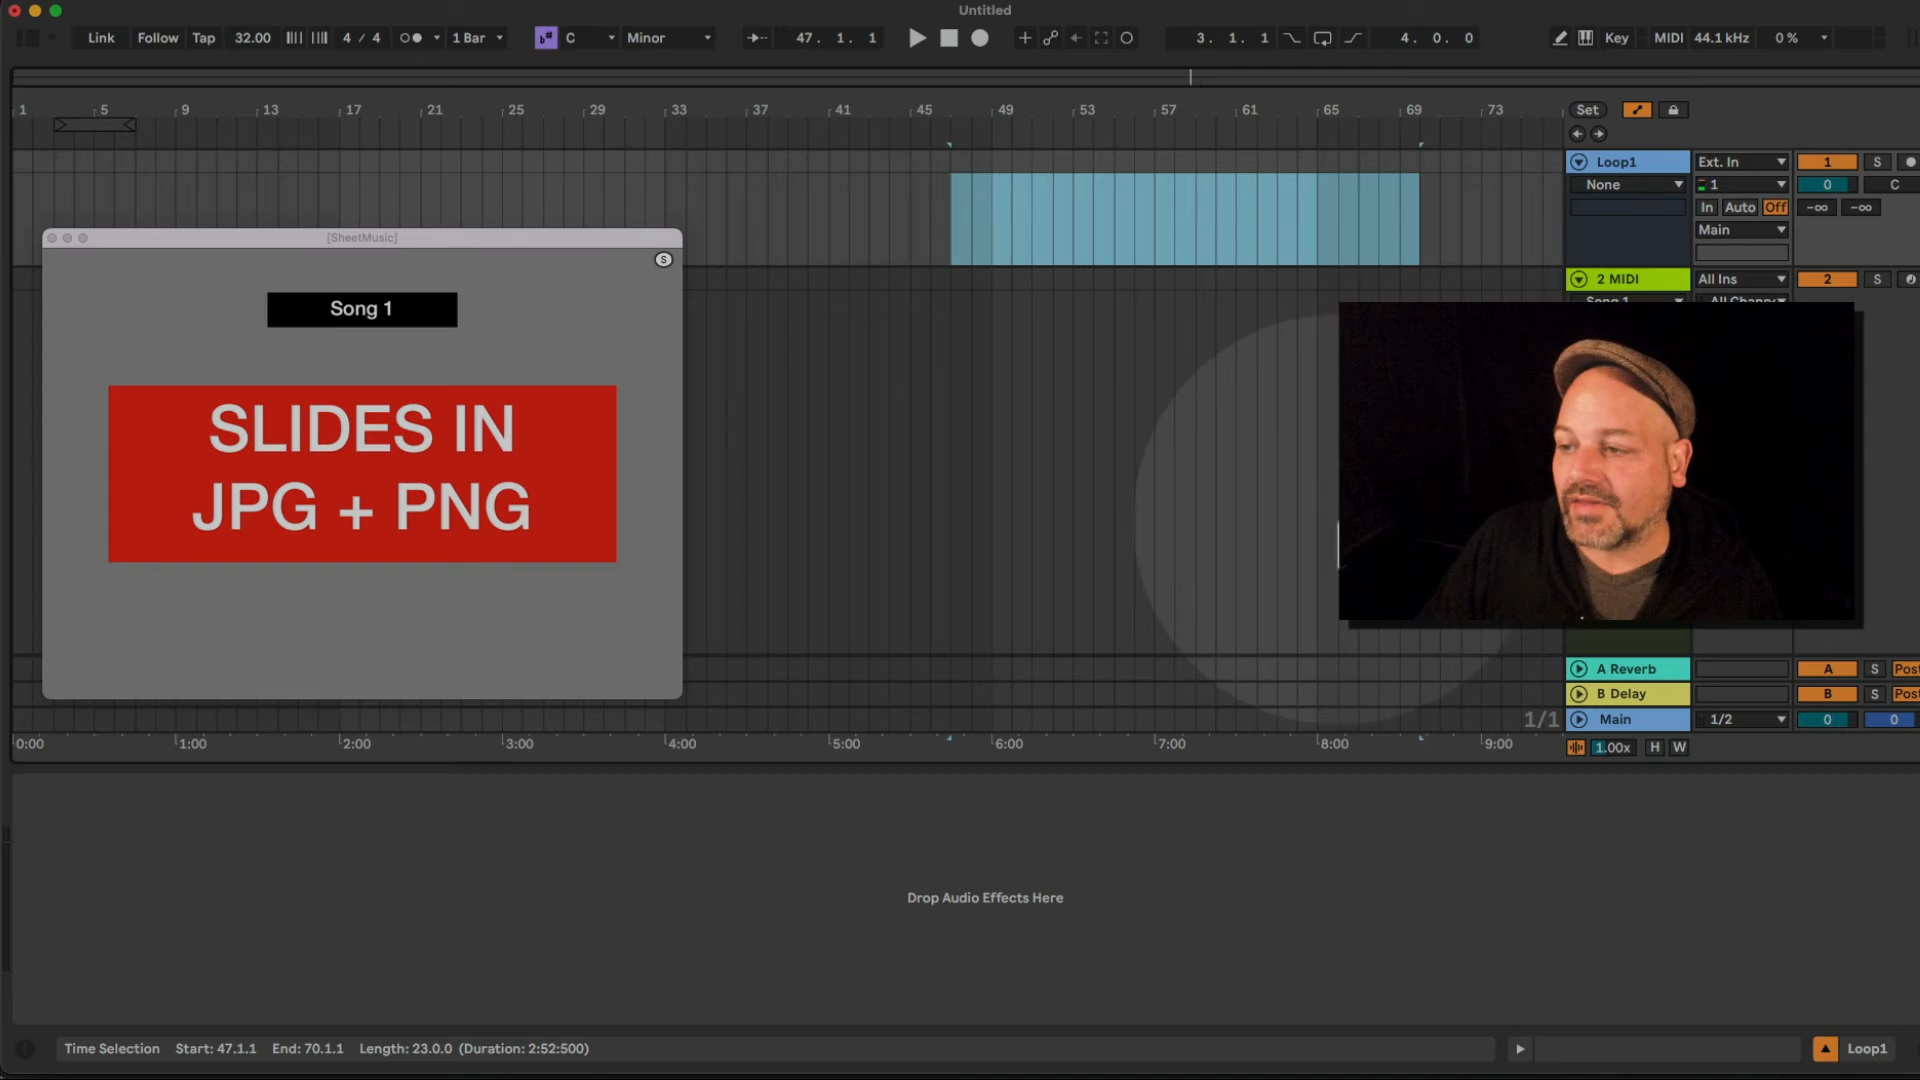 Untitled
Link Follow Tap 32.00 4 / 4 1 Bar C Minor 47. 1. 1 3. 1. 1 4. 0. 0 Key MIDI 44.1 kHz 0 %
1 5 9 13 17 21 25 29 33 37 41 45 49 53 57 61 65 69 73 Set
Loop1 Ext. In 1 S
None 1 0 C
In Auto Off -∞ -∞
Main
[SheetMusic]
S
2 MIDI All Ins 2 S
Song 1
SLIDES IN
JPG + PNG
A Reverb A S Post
B Delay B S Post
1/1 Main 1/2 0 0
0:00 1:00 2:00 3:00 4:00 5:00 6:00 7:00 8:00 9:00 1.00x H W
Drop Audio Effects Here
Time Selection Start: 47.1.1 End: 70.1.1 Length: 23.0.0 (Duration: 2:52:500) Loop1